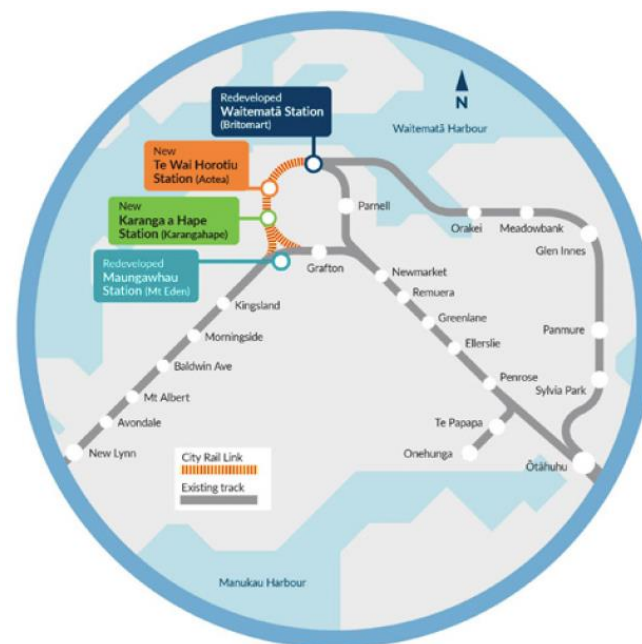 Redeveloped
Waitematā Station
(Britomart)
N
Waitematā Harbour
New
Te Wai Horotiu
Station (Aotea)
New
Karanga a Hape
Station (Karangahape)
Redeveloped
Maungawhau
Station (Mt Eden)
Parnell
Orakei
Meadowbank
Glen Innes
Grafton
Newmarket
Remuera
Greenlane
Ellerslie
Penrose
Panmure
Sylvia Park
Kingsland
Morningside
Baldwin Ave
Mt Albert
Avondale
New Lynn
Te Papapa
Onehunga
Ōtāhuhu
City Rail Link
Existing track
Manukau Harbour